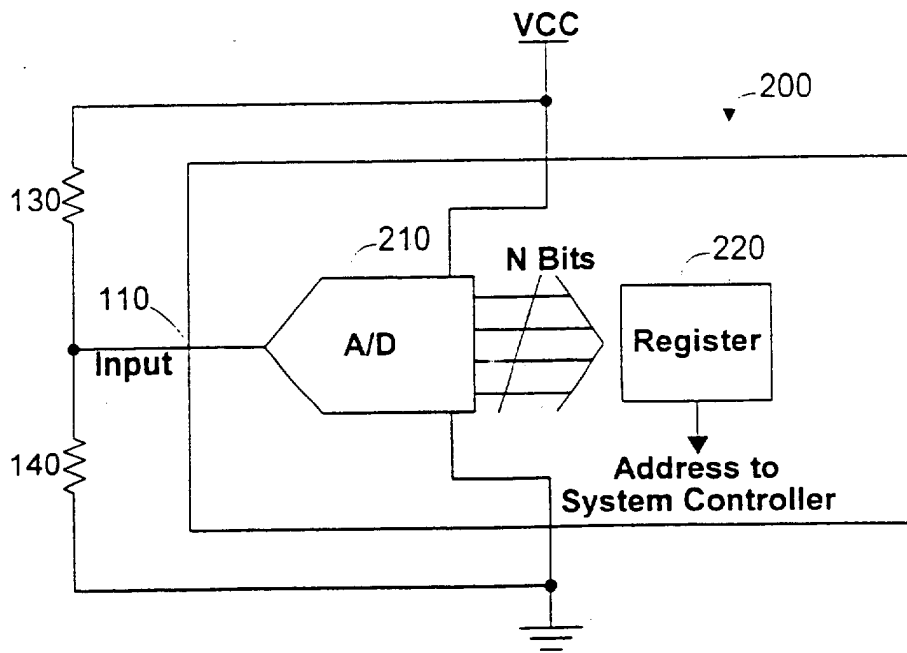 VCC
200
130
210
N Bits
220
110
A/D
Register
Input
140
Address to
System Controller